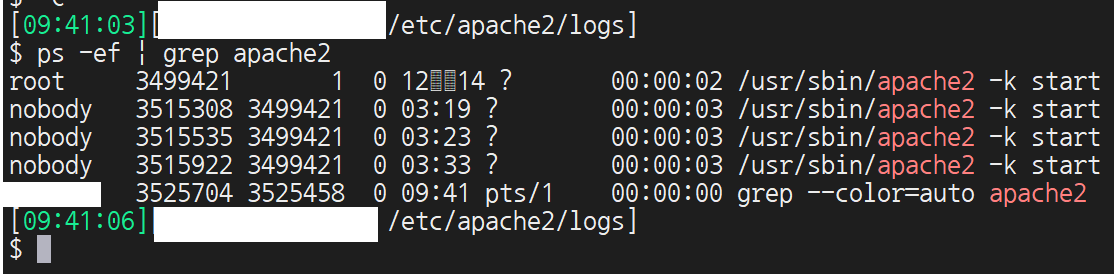 [09:41:03][ /etc/apache2/logs]
$ ps -ef | grep apache2
root 3499421 1 0 12 14 ? 00:00:02 /usr/sbin/apache2 -k start
nobody 3515308 3499421 0 03:19 ? 00:00:03 /usr/sbin/apache2 -k start
nobody 3515535 3499421 0 03:23 ? 00:00:03 /usr/sbin/apache2 -k start
nobody 3515922 3499421 0 03:33 ? 00:00:03 /usr/sbin/apache2 -k start
3525704 3525458 0 09:41 pts/1 00:00:00 grep --color=auto apache2
[09:41:06][ /etc/apache2/logs]
$